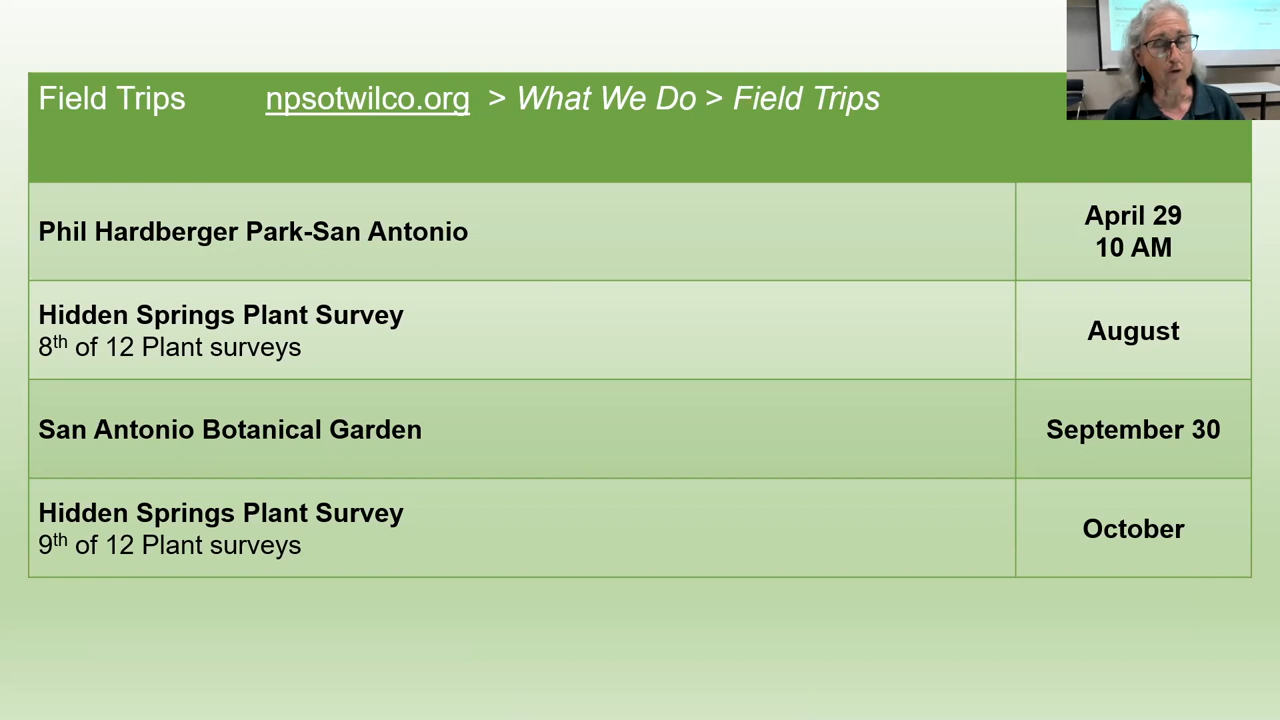 Field Trips npsotwilco.org > What We Do > Field Trips
Phil Hardberger Park-San Antonio
April 29
10 AM
Hidden Springs Plant Survey
8th of 12 Plant surveys
August
San Antonio Botanical Garden
September 30
Hidden Springs Plant Survey
9th of 12 Plant surveys
October